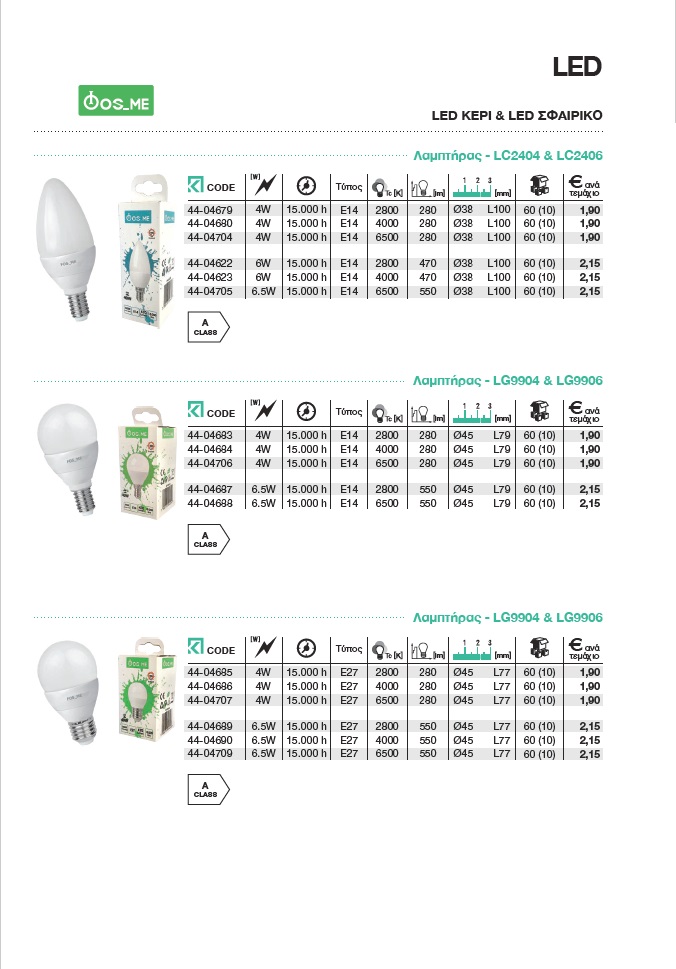 LED
ΦOS_ME
LED ΚΕΡΙ & LED ΣΦΑΙΡΙΚΟ
Λαμπτήρας - LC2404 & LC2406
CODE [W] Τύπος Tc [K] [lm] 1 2 3 [mm] € ανά τεμάχιο
44-04679 4W 15.000 h E14 2800 280 Ø38 L100 60 (10) 1,90
44-04680 4W 15.000 h E14 4000 280 Ø38 L100 60 (10) 1,90
44-04704 4W 15.000 h E14 6500 280 Ø38 L100 60 (10) 1,90
44-04622 6W 15.000 h E14 2800 470 Ø38 L100 60 (10) 2,15
44-04623 6W 15.000 h E14 4000 470 Ø38 L100 60 (10) 2,15
44-04705 6.5W 15.000 h E14 6500 550 Ø38 L100 60 (10) 2,15
A
CLASS
Λαμπτήρας - LG9904 & LG9906
CODE [W] Τύπος Tc [K] [lm] 1 2 3 [mm] € ανά τεμάχιο
44-04683 4W 15.000 h E14 2800 280 Ø45 L79 60 (10) 1,90
44-04684 4W 15.000 h E14 4000 280 Ø45 L79 60 (10) 1,90
44-04706 4W 15.000 h E14 6500 280 Ø45 L79 60 (10) 1,90
44-04687 6.5W 15.000 h E14 2800 550 Ø45 L79 60 (10) 2,15
44-04688 6.5W 15.000 h E14 6500 550 Ø45 L79 60 (10) 2,15
A
CLASS
Λαμπτήρας - LG9904 & LG9906
CODE [W] Τύπος Tc [K] [lm] 1 2 3 [mm] € ανά τεμάχιο
44-04685 4W 15.000 h E27 2800 280 Ø45 L77 60 (10) 1,90
44-04686 4W 15.000 h E27 4000 280 Ø45 L77 60 (10) 1,90
44-04707 4W 15.000 h E27 6500 280 Ø45 L77 60 (10) 1,90
44-04689 6.5W 15.000 h E27 2800 550 Ø45 L77 60 (10) 2,15
44-04690 6.5W 15.000 h E27 4000 550 Ø45 L77 60 (10) 2,15
44-04709 6.5W 15.000 h E27 6500 550 Ø45 L77 60 (10) 2,15
A
CLASS